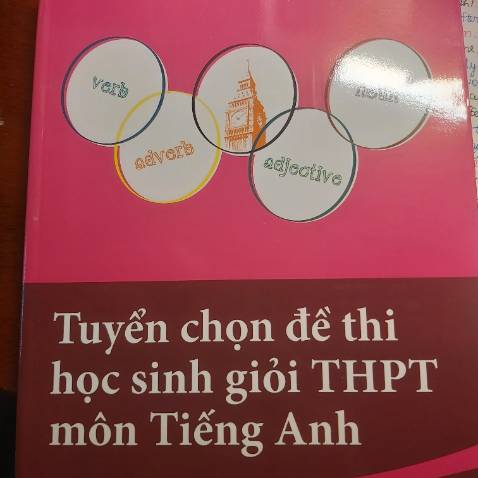 verb
noun
adverb
adjective
Tuyển chọn đề thi
học sinh giỏi THPT
môn Tiếng Anh